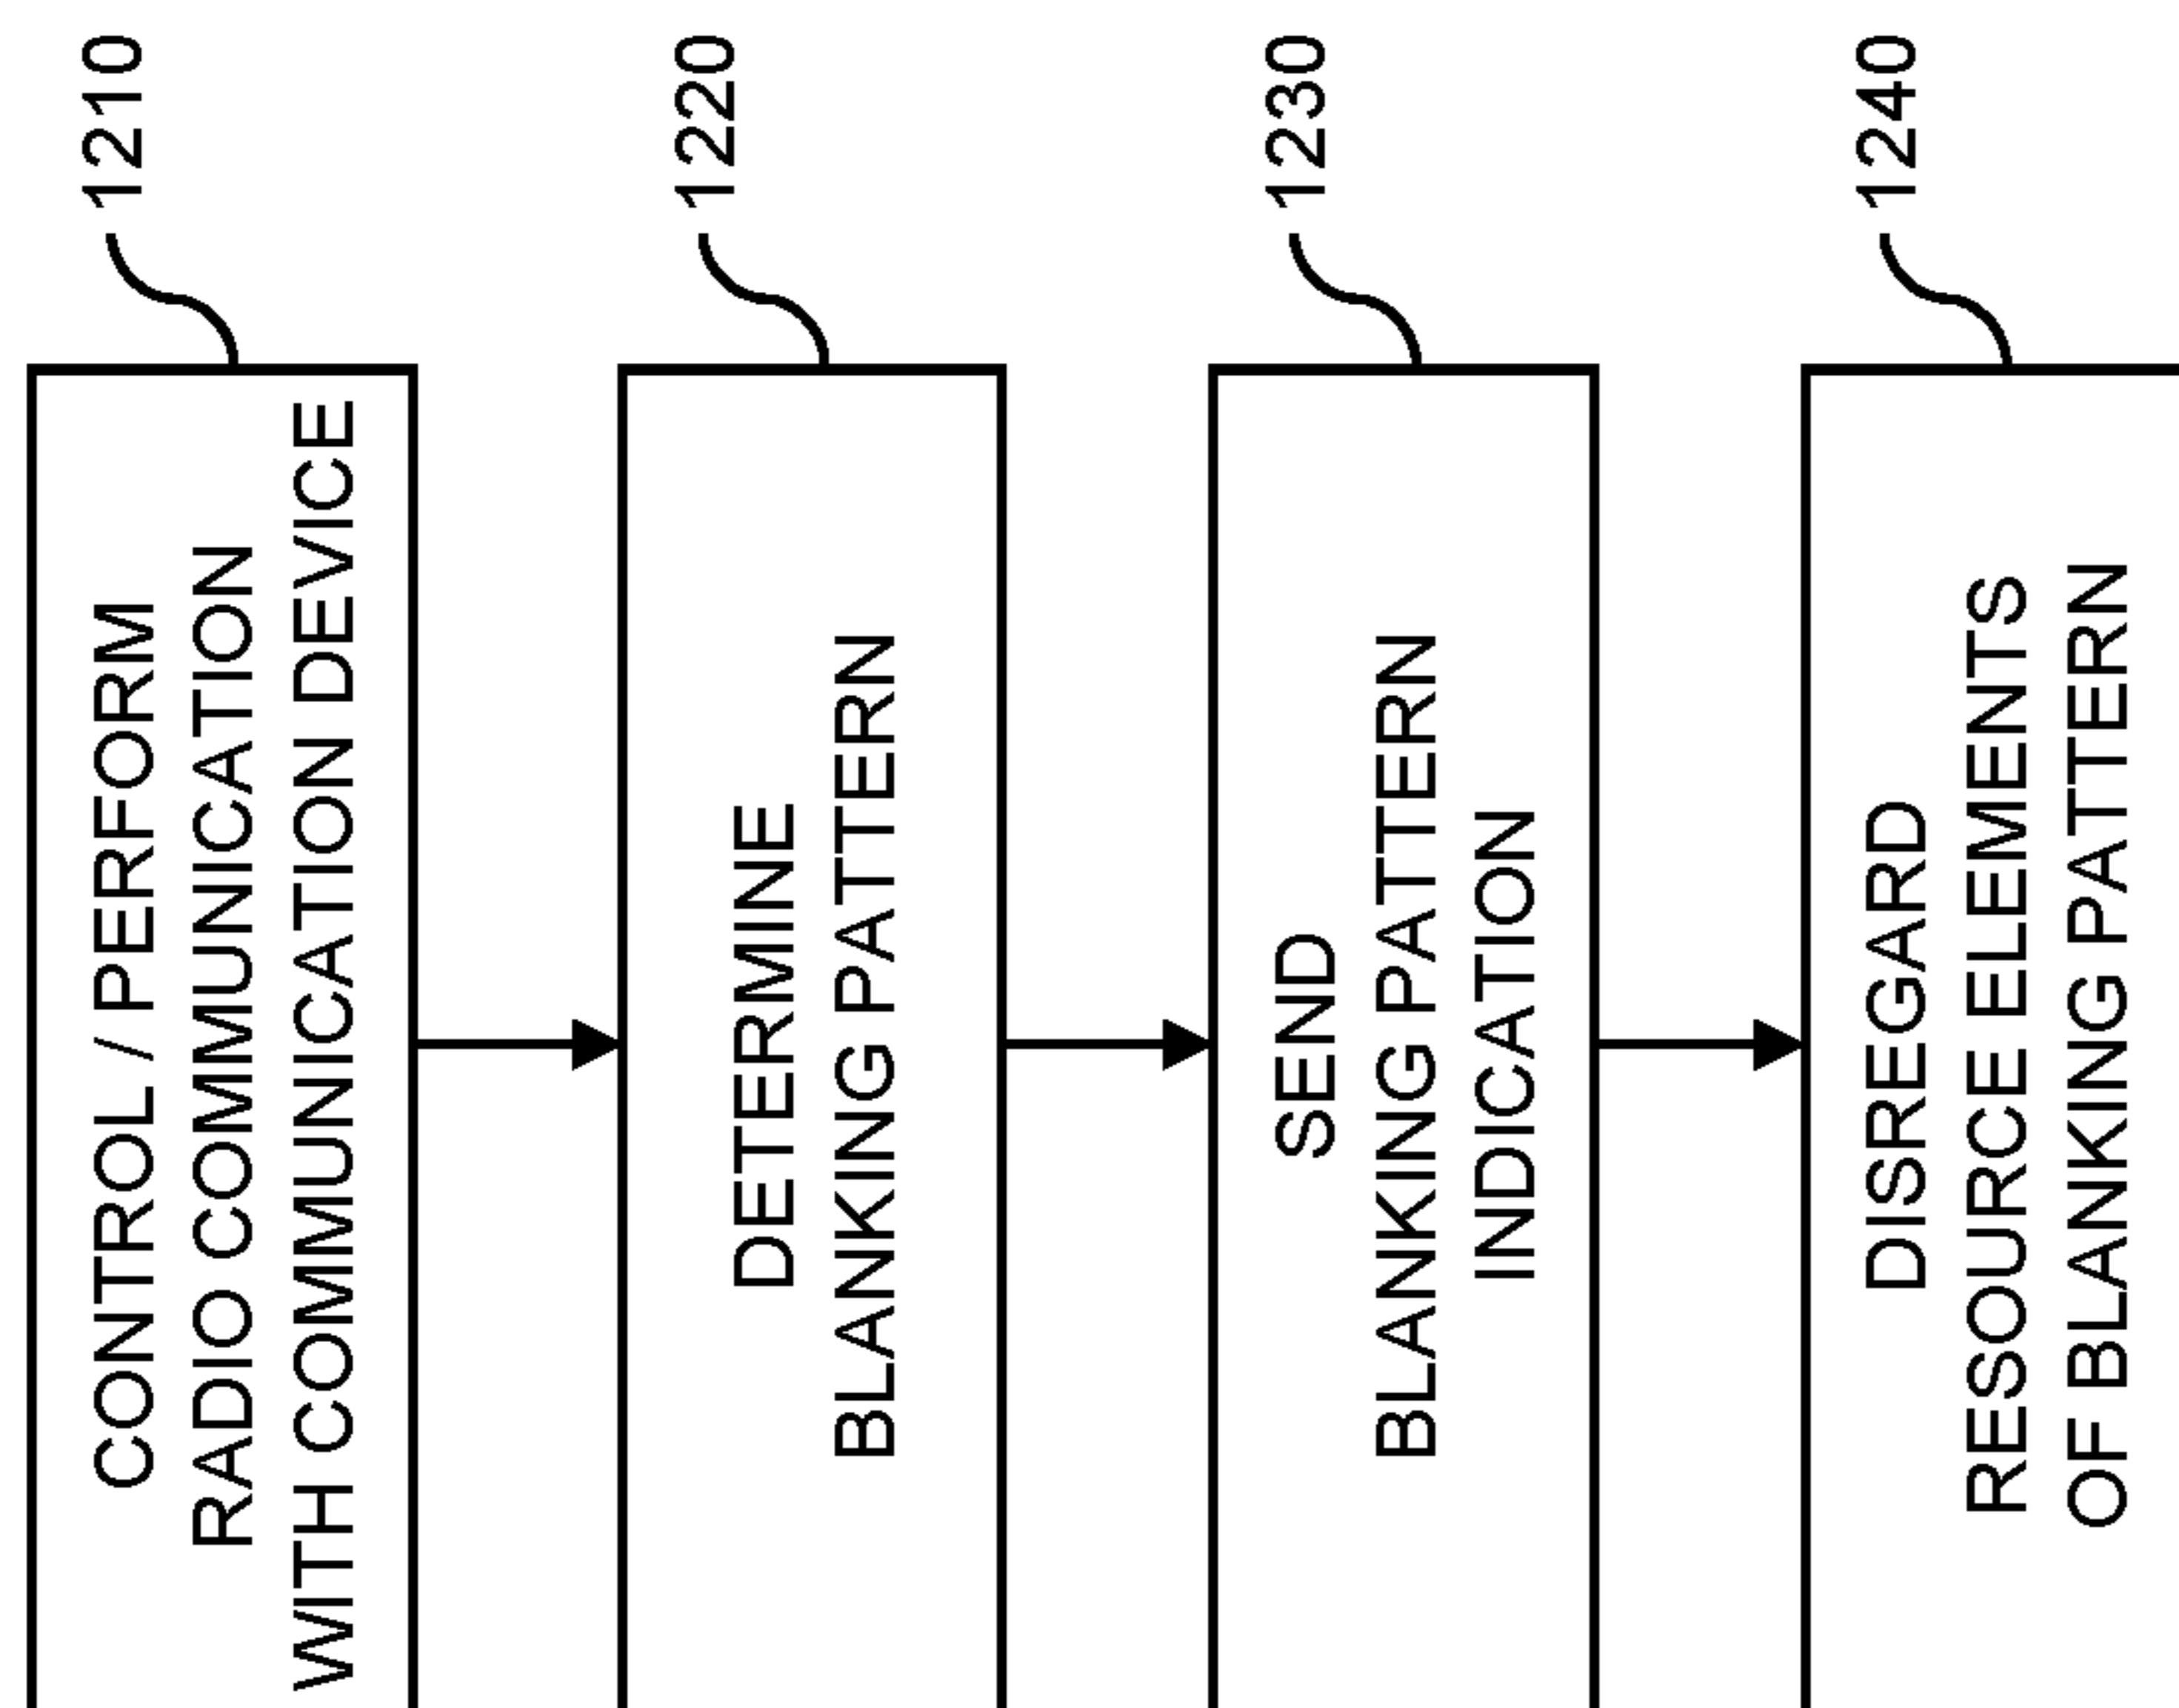 1210
CONTROL / PERFORM
RADIO COMMUNICATION
WITH COMMUNICATION DEVICE
1220
DETERMINE
BLANKING PATTERN
1230
SEND
BLANKING PATTERN
INDICATION
1240
DISREGARD
RESOURCE ELEMENTS
OF BLANKING PATTERN